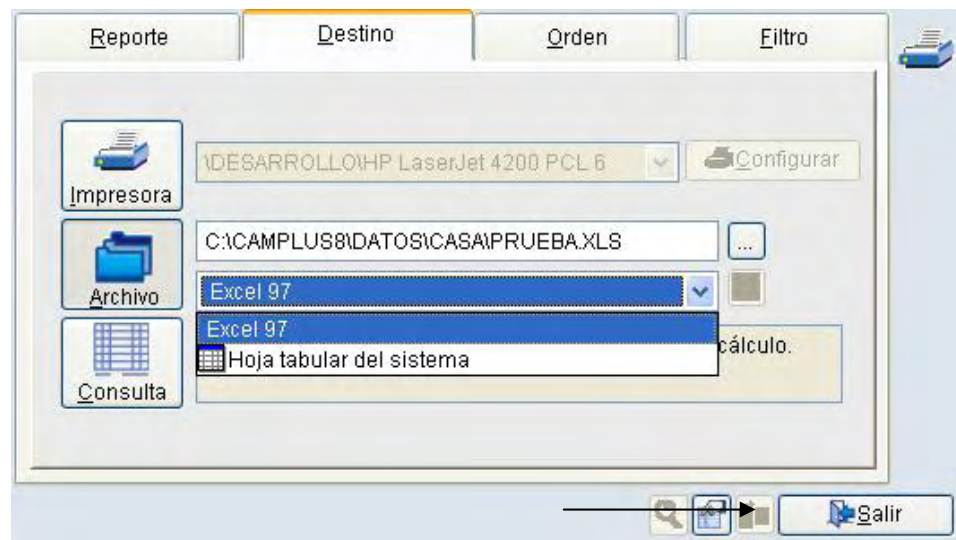 Reporte Destino Orden Filtro
\DESARROLLO\HP LaserJet 4200 PCL 6 Configurar
Impresora
C:\CAMPLUS8\DATOS\CASA\PRUEBA.XLS ...
Archivo
Excel 97
Excel 97
cálculo.
Hoja tabular del sistema
Consulta
Salir